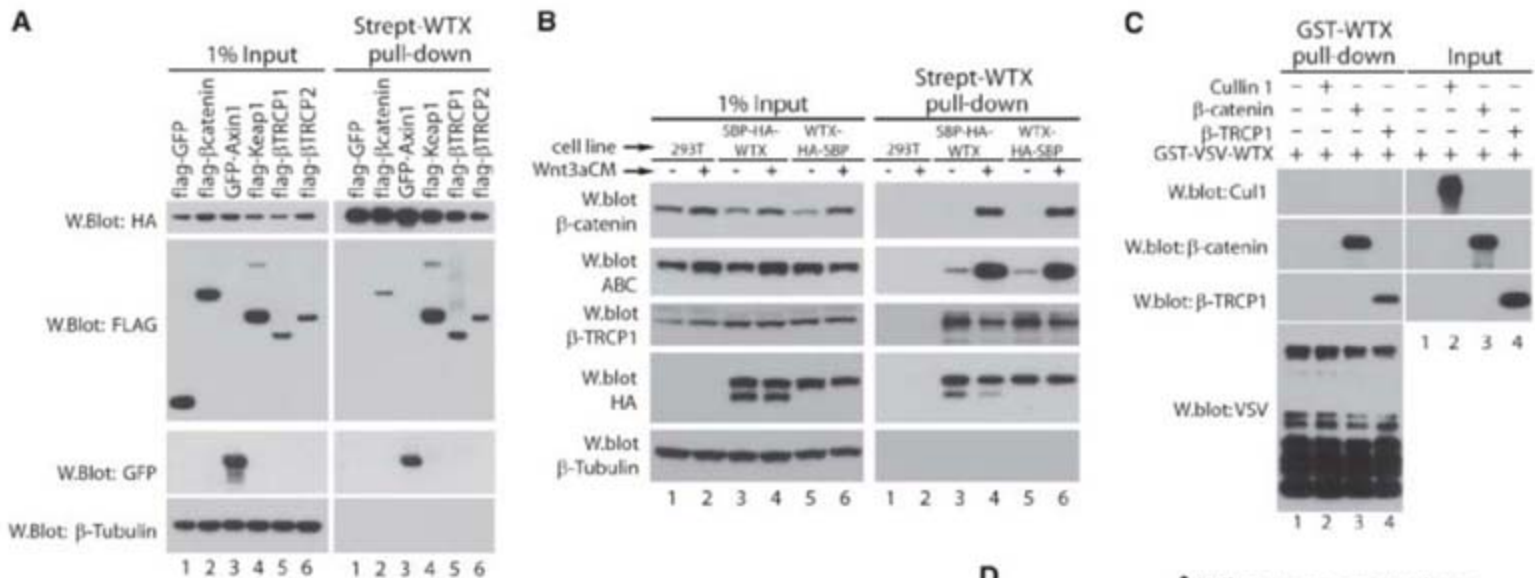 A
Strept-WTX
1% Input pull-down
flag-GFP flag-βcatenin GFP-Axin1 flag-Keap1 flag-βTRCP1 flag-βTRCP2 flag-GFP flag-βcatenin GFP-Axin1 flag-Keap1 flag-βTRCP1 flag-βTRCP2
W.Blot: HA
W.Blot: FLAG
W.Blot: GFP
W.Blot: β-Tubulin
1 2 3 4 5 6 1 2 3 4 5 6
B
Strept-WTX
1% Input pull-down
SBP-HA- WTX- SBP-HA- WTX-
cell line 293T WTX HA-SBP 293T WTX HA-SBP
Wnt3aCM - + - + - + - + - + - +
W.blot
β-catenin
W.blot
ABC
W.blot
β-TRCP1
W.blot
HA
W.blot
β-Tubulin
1 2 3 4 5 6 1 2 3 4 5 6
C
GST-WTX
pull-down Input
Cullin 1 - + - - - + - -
β-catenin - - + - - - + -
β-TRCP1 - - - + - - - +
GST-VSV-WTX + + + + + + + +
W.blot: Cul1
W.blot: β-catenin
W.blot: β-TRCP1
1 2 3 4
W.blot: VSV
1 2 3 4
D